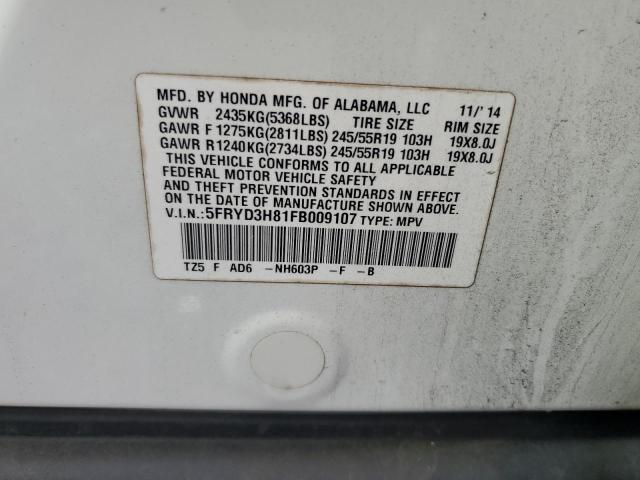 MFD. BY HONDA MFG. OF ALABAMA, LLC 11/'14
GVWR 2435KG(5368LBS) TIRE SIZE RIM SIZE
GAWR F 1275KG(2811LBS) 245/55R19 103H 19X8.0J
GAWR R 1240KG(2734LBS) 245/55R19 103H 19X8.0J
THIS VEHICLE CONFORMS TO ALL APPLICABLE
FEDERAL MOTOR VEHICLE SAFETY
AND THEFT PREVENTION STANDARDS IN EFFECT
ON THE DATE OF MANUFACTURE SHOWN ABOVE.
V.I.N.:5FRYD3H81FB009107 TYPE: MPV
TZ5 F AD6 -NH603P -F -B